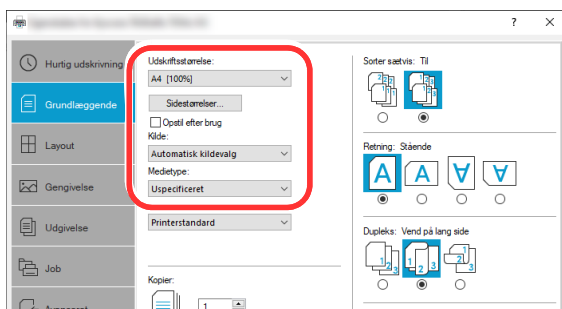 ?
Hurtig udskrivning
Grundlæggende
Layout
Gengivelse
Udgivelse
Job
Udskriftsstørrelse:
A4 [100%]
Sidestørrelser...
Opstil efter brug
Kilde:
Automatisk kildevalg
Medietype:
Uspecificeret
Printerstandard
Kopier:
1
Sorter sætvis: Til
Retning: Stående
Dupleks: Vend på lang side